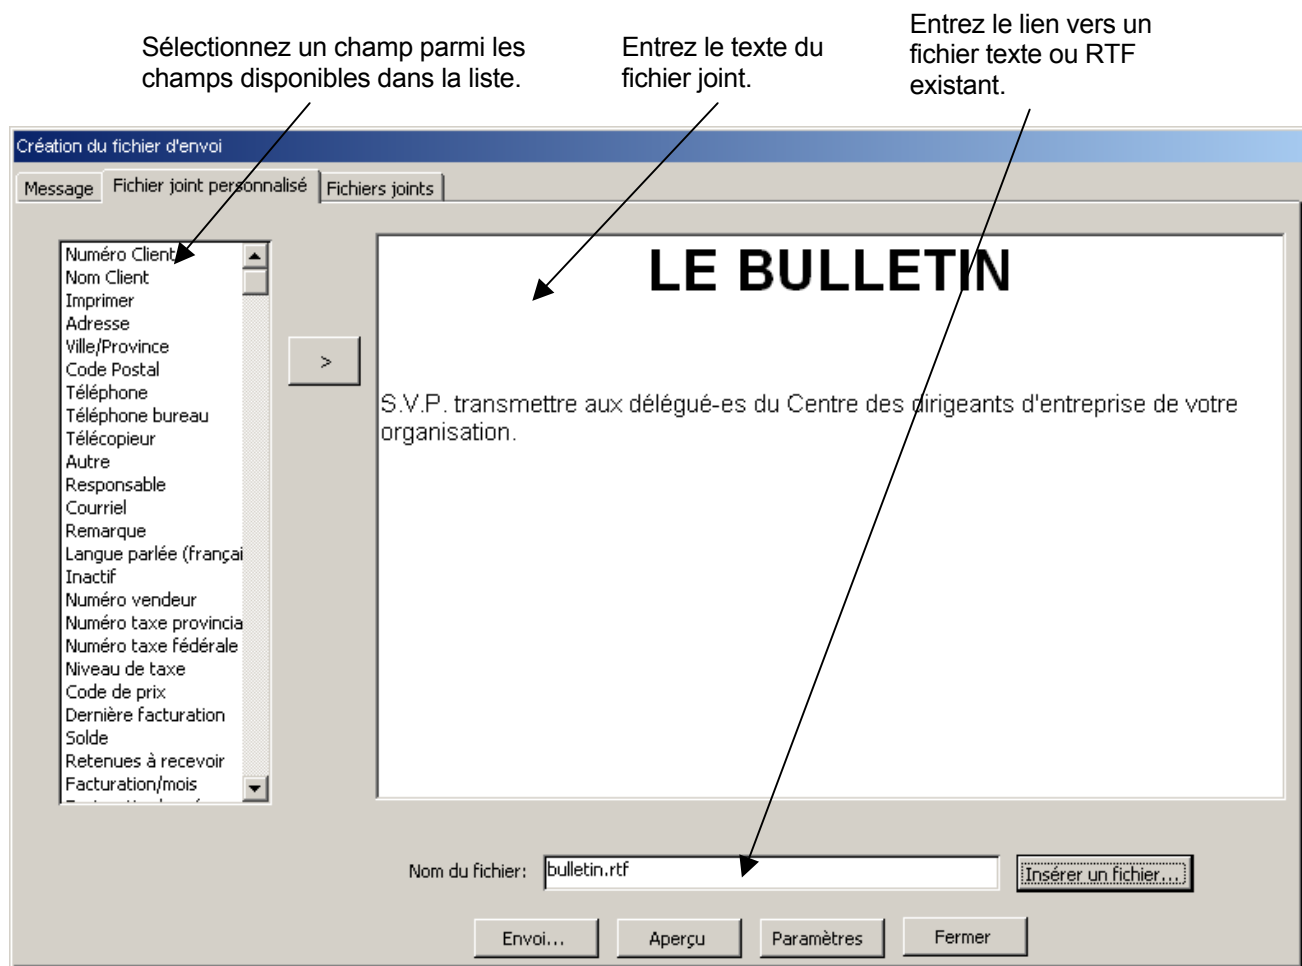 Sélectionnez un champ parmi les
champs disponibles dans la liste.
Entrez le texte du
fichier joint.
Entrez le lien vers un
fichier texte ou RTF
existant.
Création du fichier d'envoi
Message
Fichier joint personnalisé
Fichiers joints
Numéro Client
Nom Client
Imprimer
Adresse
Ville/Province
Code Postal
Téléphone
Téléphone bureau
Télécopieur
Autre
Responsable
Courriel
Remarque
Langue parlée (françai
Inactif
Numéro vendeur
Numéro taxe provincia
Numéro taxe fédérale
Niveau de taxe
Code de prix
Dernière facturation
Solde
Retenues à recevoir
Facturation/mois
>
LE BULLETIN
S.V.P. transmettre aux délégué-es du Centre des dirigeants d'entreprise de votre
organisation.
Nom du fichier:
bulletin.rtf
Insérer un fichier...
Envoi...
Aperçu
Paramètres
Fermer